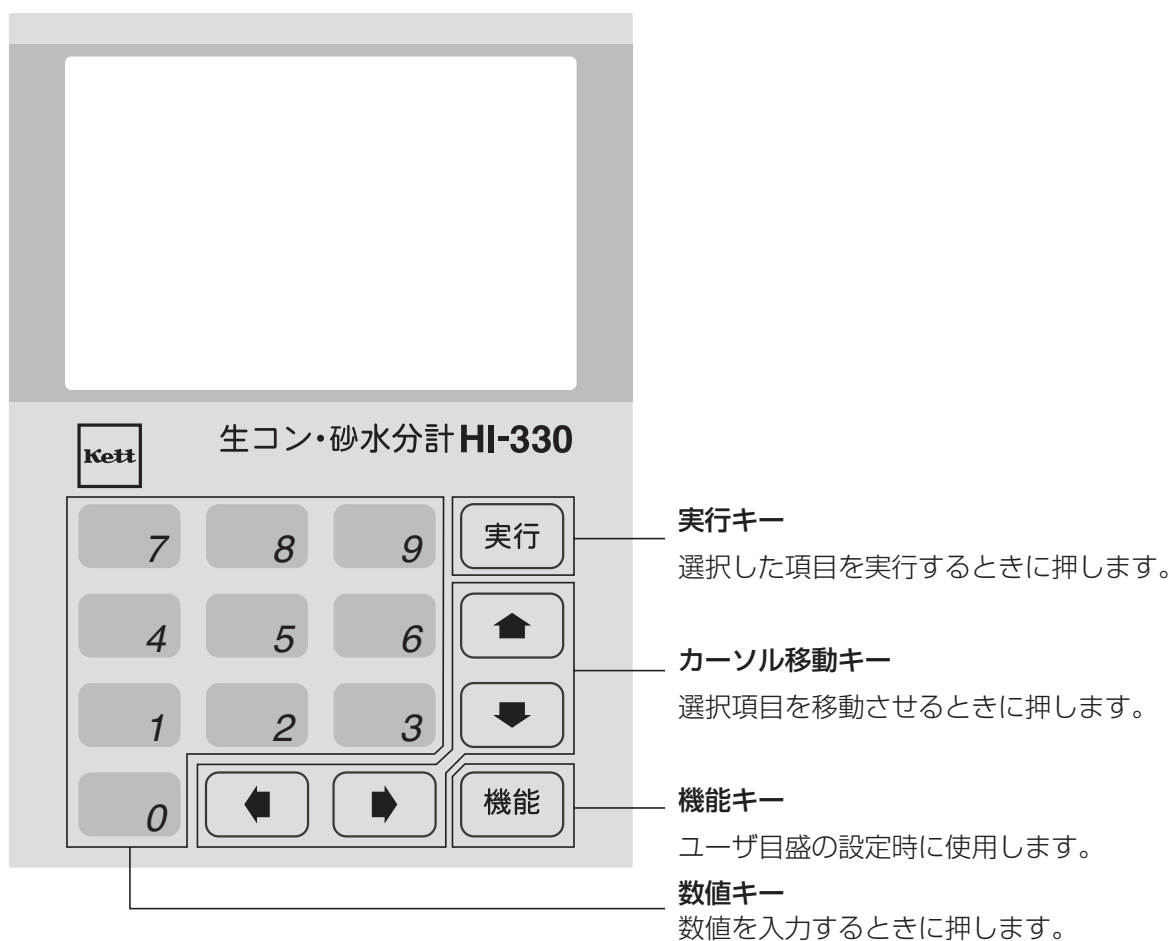 Kett
生コン・砂水分計 HI-330
7 8 9 実行
4 5 6
1 2 3
0 機能
実行キー
選択した項目を実行するときに押します。
カーソル移動キー
選択項目を移動させるときに押します。
機能キー
ユーザ目盛の設定時に使用します。
数値キー
数値を入力するときに押します。